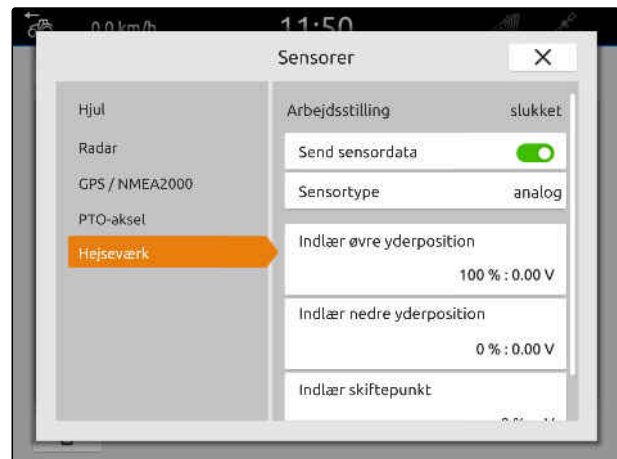 0.0 km/h
11:50
Sensorer
Hjul
Radar
GPS / NMEA2000
PTO-aksel
Hejseværk
Arbejdsstilling slukket
Send sensordata
Sensortype analog
Indlær øvre yderposition
100 % : 0.00 V
Indlær nedre yderposition
0 % : 0.00 V
Indlær skiftepunkt